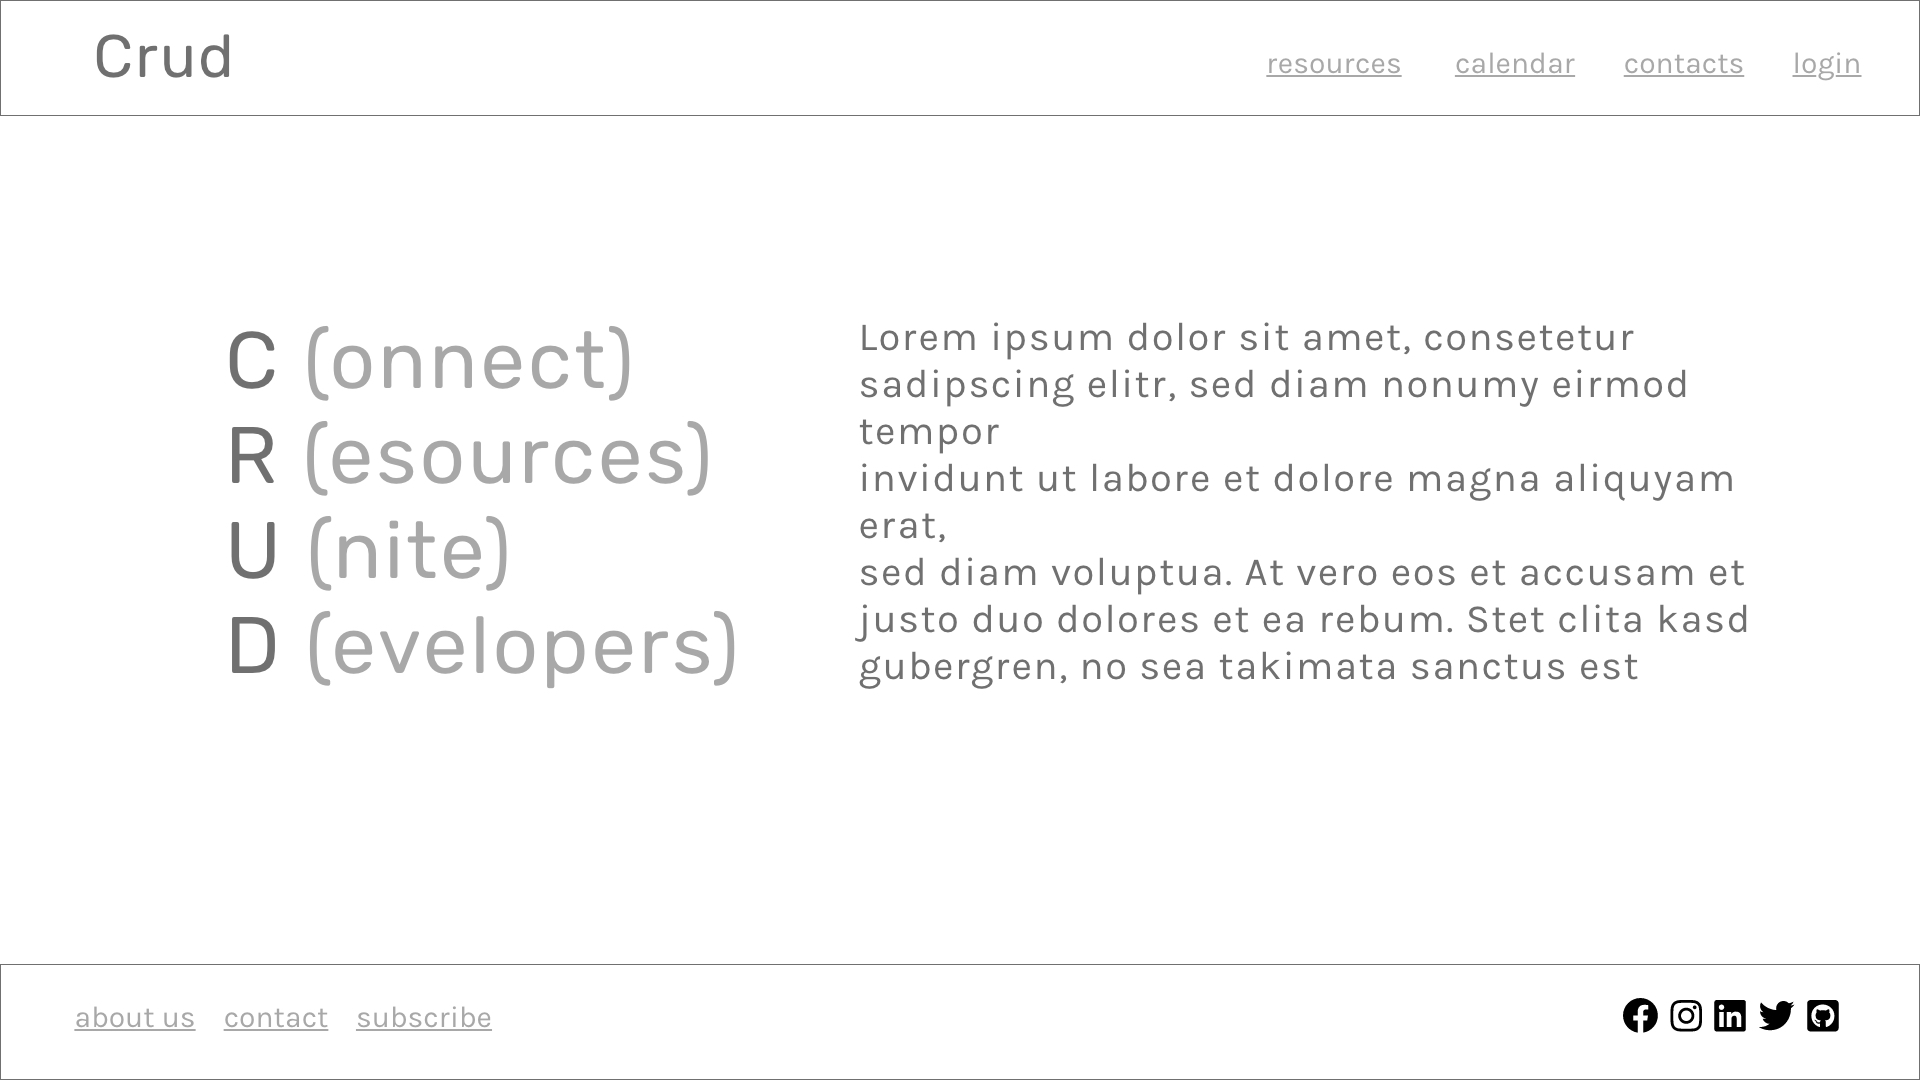 Crud
resources calendar contacts login
C (onnect)
R (esources)
U (nite)
D (evelopers)
Lorem ipsum dolor sit amet, consetetur
sadipscing elitr, sed diam nonumy eirmod
tempor
invidunt ut labore et dolore magna aliquyam
erat,
sed diam voluptua. At vero eos et accusam et
justo duo dolores et ea rebum. Stet clita kasd
gubergren, no sea takimata sanctus est
about us contact subscribe